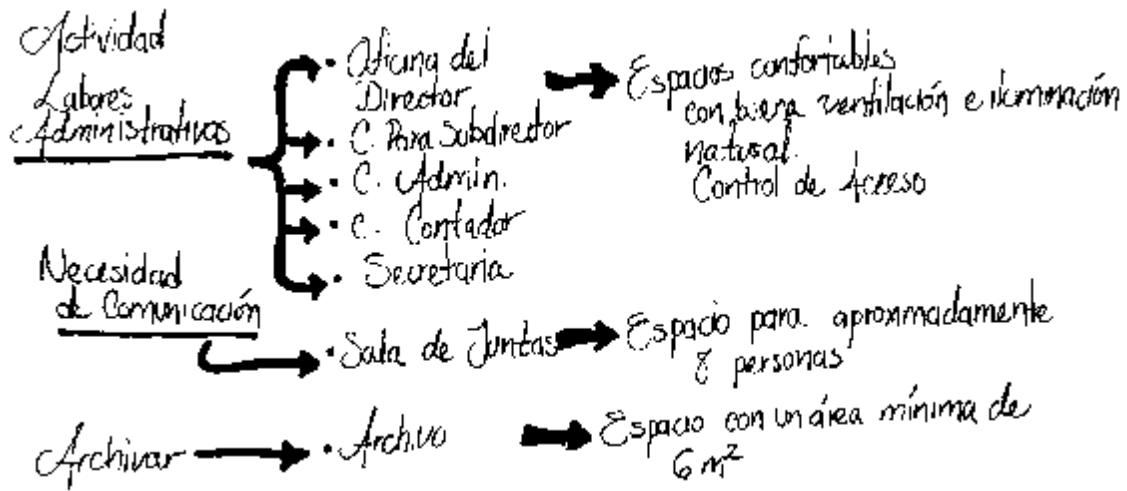 Actividad
Labores
Administrativas
• Oficina del
Director
• C. Para Subdirector
• C. Admin.
• C. Contador
• Secretaria
Espacios confortables
con buena ventilación e iluminación
natural.
Control de Acceso
Necesidad
de Comunicación
• Sala de Juntas
Espacio para aproximadamente
8 personas
Archivar
• Archivo
Espacio con un área mínima de
6 m²